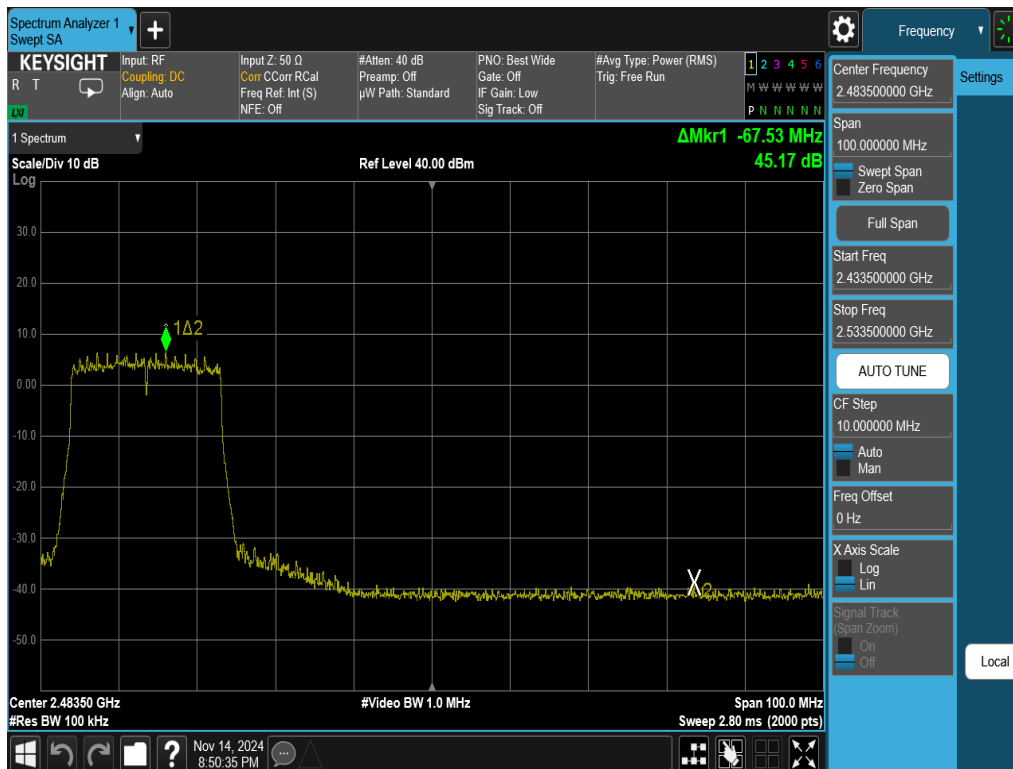 Spectrum Analyzer 1
Swept SA
Frequency
KEYSIGHT
R T
LXI
Input: RF
Coupling: DC
Align: Auto
Input Z: 50 Ω
Corr CCorr RCal
Freq Ref: Int (S)
NFE: Off
#Atten: 40 dB
Preamp: Off
µW Path: Standard
PNO: Best Wide
Gate: Off
IF Gain: Low
Sig Track: Off
#Avg Type: Power (RMS)
Trig: Free Run
1 2 3 4 5 6
M W W W W W
P N N N N N
1 Spectrum
Scale/Div 10 dB
Log
Ref Level 40.00 dBm
ΔMkr1 -67.53 MHz
45.17 dB
30.0
20.0
10.0
0.00
-10.0
-20.0
-30.0
-40.0
-50.0
1Δ2
X2
Center 2.48350 GHz
#Res BW 100 kHz
#Video BW 1.0 MHz
Span 100.0 MHz
Sweep 2.80 ms (2000 pts)
Nov 14, 2024
8:50:35 PM
Center Frequency
2.483500000 GHz
Span
100.000000 MHz
Swept Span
Zero Span
Full Span
Start Freq
2.433500000 GHz
Stop Freq
2.533500000 GHz
AUTO TUNE
CF Step
10.000000 MHz
Auto
Man
Freq Offset
0 Hz
X Axis Scale
Log
Lin
Signal Track
(Span Zoom)
On
Off
Settings
Local